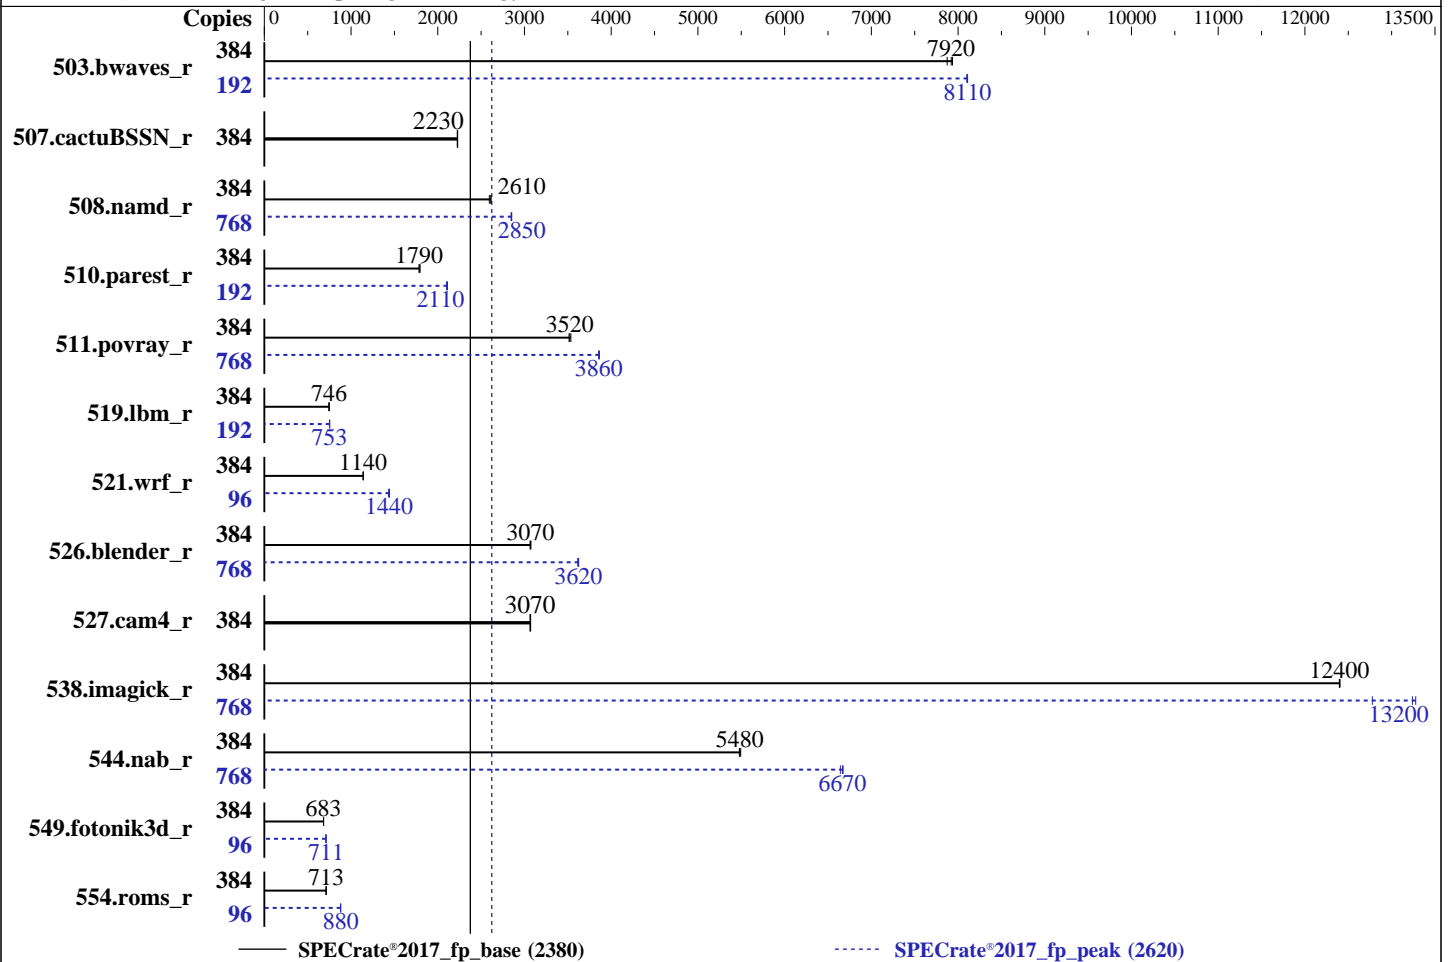 Copies 0 1000 2000 3000 4000 5000 6000 7000 8000 9000 10000 11000 12000 13500
503.bwaves_r 384 7920
192 8110
507.cactuBSSN_r 384 2230
508.namd_r 384 2610
768 2850
510.parest_r 384 1790
192 2110
511.povray_r 384 3520
768 3860
519.lbm_r 384 746
192 753
521.wrf_r 384 1140
96 1440
526.blender_r 384 3070
768 3620
527.cam4_r 384 3070
538.imagick_r 384 12400
768 13200
544.nab_r 384 5480
768 6670
549.fotonik3d_r 384 683
96 711
554.roms_r 384 713
96 880
SPECrate®2017_fp_base (2380) SPECrate®2017_fp_peak (2620)